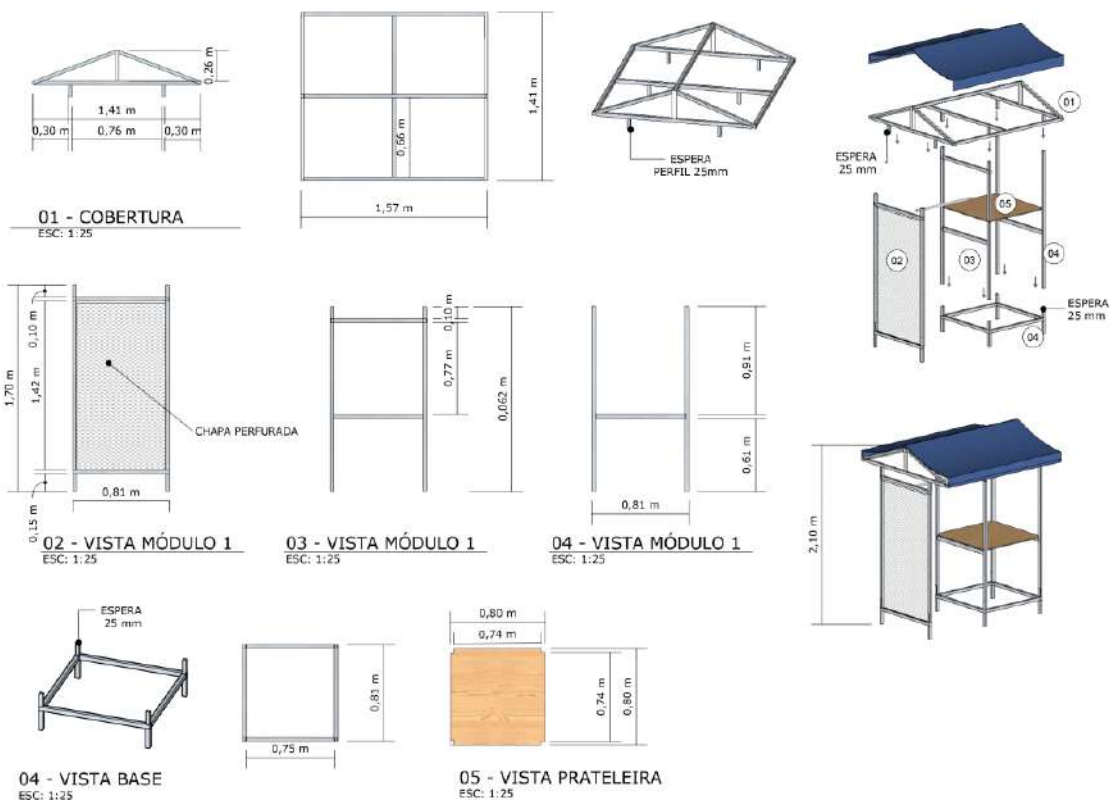 0,26 m
1,41 m
0,30 m
0,76 m
0,30 m
01 - COBERTURA
ESC: 1:25
0,66 m
1,41 m
1,57 m
ESPERA
PERFIL 25mm
01
ESPERA
25 mm
05
02
03
04
ESPERA
25 mm
04
1,70 m
0,10 m
1,42 m
0,15 m
CHAPA PERFURADA
0,81 m
02 - VISTA MÓDULO 1
ESC: 1:25
0,10 m
0,77 m
0,062 m
03 - VISTA MÓDULO 1
ESC: 1:25
0,91 m
0,61 m
0,81 m
04 - VISTA MÓDULO 1
ESC: 1:25
2,10 m
ESPERA
25 mm
04 - VISTA BASE
ESC: 1:25
0,81 m
0,75 m
0,80 m
0,74 m
0,74 m
0,80 m
05 - VISTA PRATELEIRA
ESC: 1:25